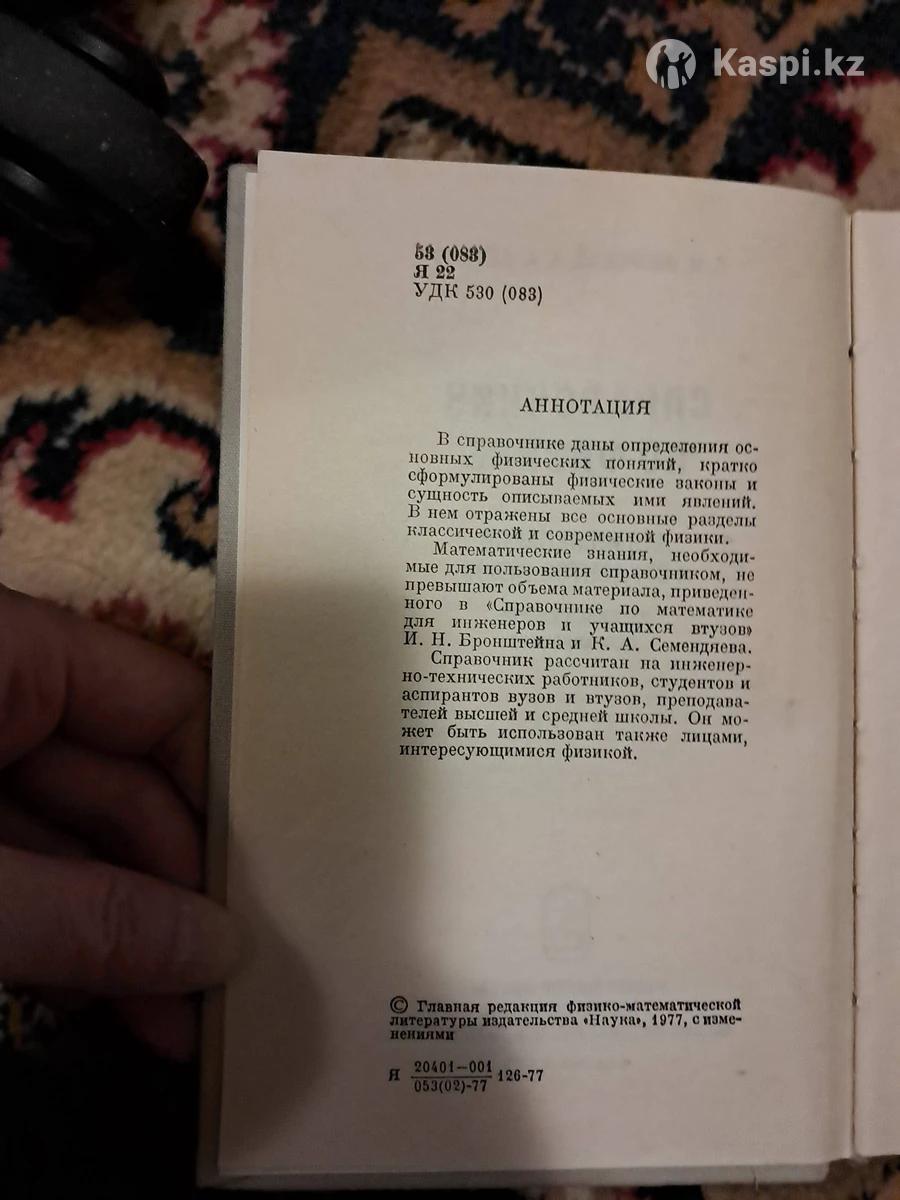 Kaspi.kz
53 (083)
Я 22
УДК 530 (083)
АННОТАЦИЯ
В справочнике даны определения ос-
новных физических понятий, кратко
сформулированы физические законы и
сущность описываемых ими явлений.
В нем отражены все основные разделы
классической и современной физики.
Математические знания, необходи-
мые для пользования справочником, не
превышают объема материала, приведен-
ного в «Справочнике по математике
для инженеров и учащихся втузов»
И. Н. Бронштейна и К. А. Семендяева.
Справочник рассчитан на инженер-
но-технических работников, студентов и
аспирантов вузов и втузов, преподава-
телей высшей и средней школы. Он мо-
жет быть использован также лицами,
интересующимися физикой.
© Главная редакция физико-математической
литературы издательства «Наука», 1977, с изме-
нениями
20401—001
Я 126-77
053(02)-77